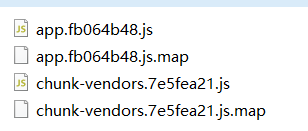 app.fb064b48.js
app.fb064b48.js.map
chunk-vendors.7e5fea21.js
chunk-vendors.7e5fea21.js.map